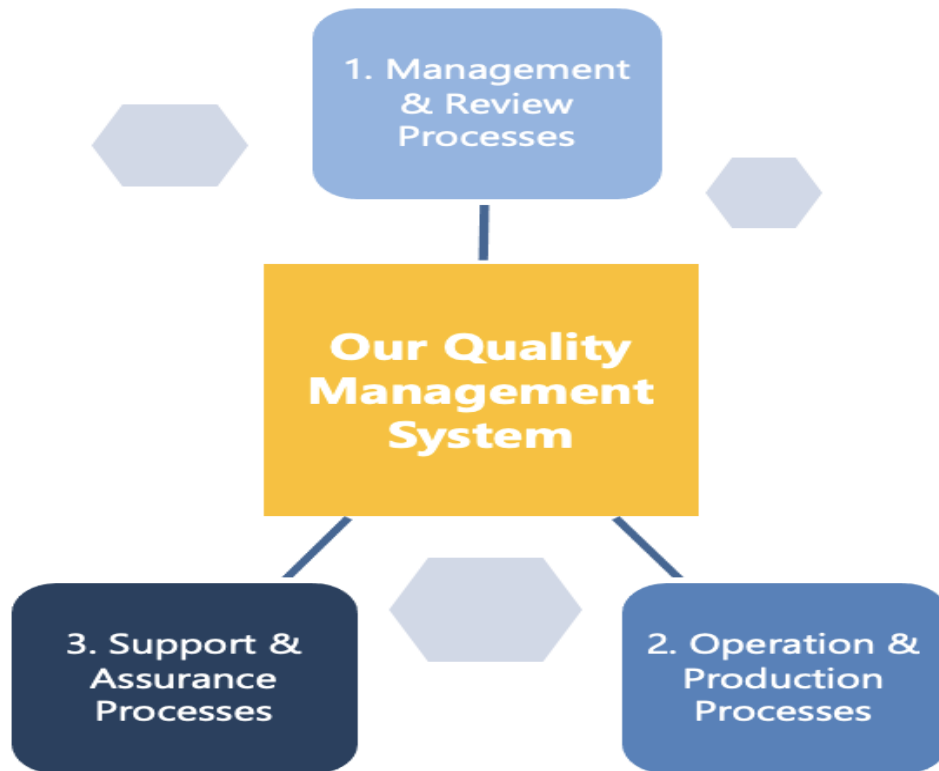 1. Management
& Review
Processes
Our Quality
Management
System
3. Support &
Assurance
Processes
2. Operation &
Production
Processes